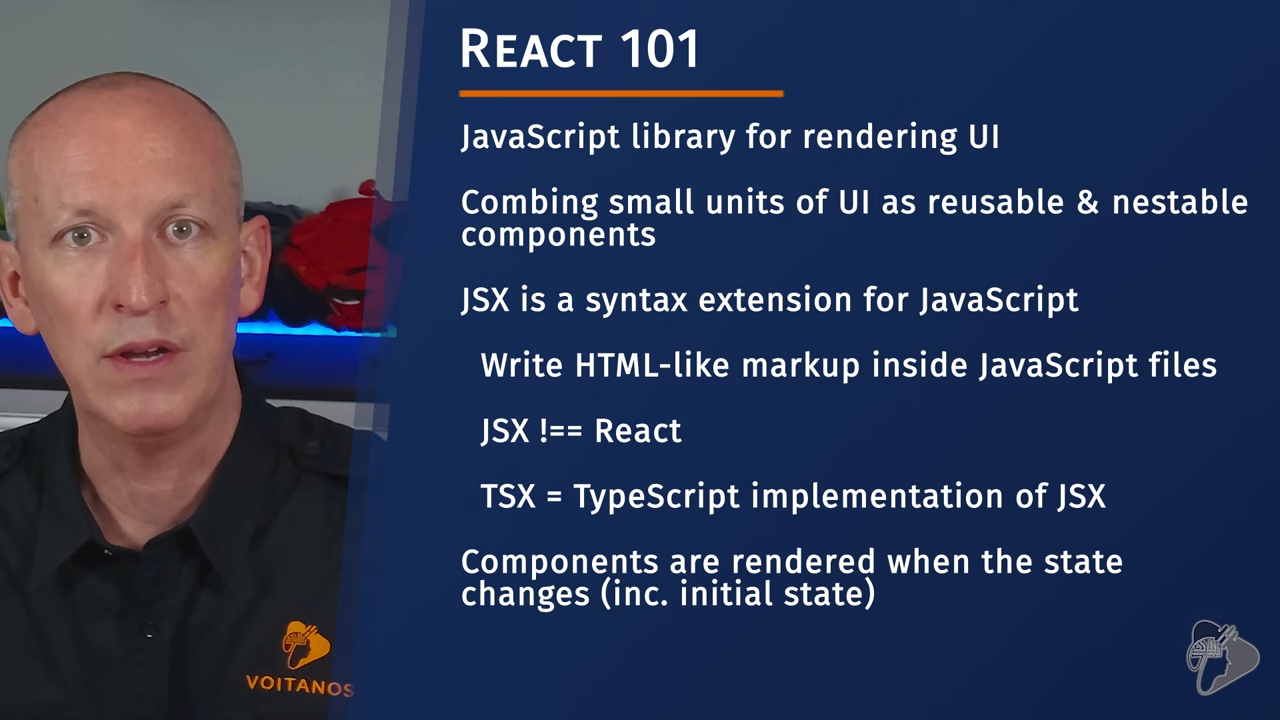 REACT 101
JavaScript library for rendering UI
Combing small units of UI as reusable & nestable
components
JSX is a syntax extension for JavaScript
Write HTML-like markup inside JavaScript files
JSX !== React
TSX = TypeScript implementation of JSX
Components are rendered when the state
changes (inc. initial state)
VOITANOS